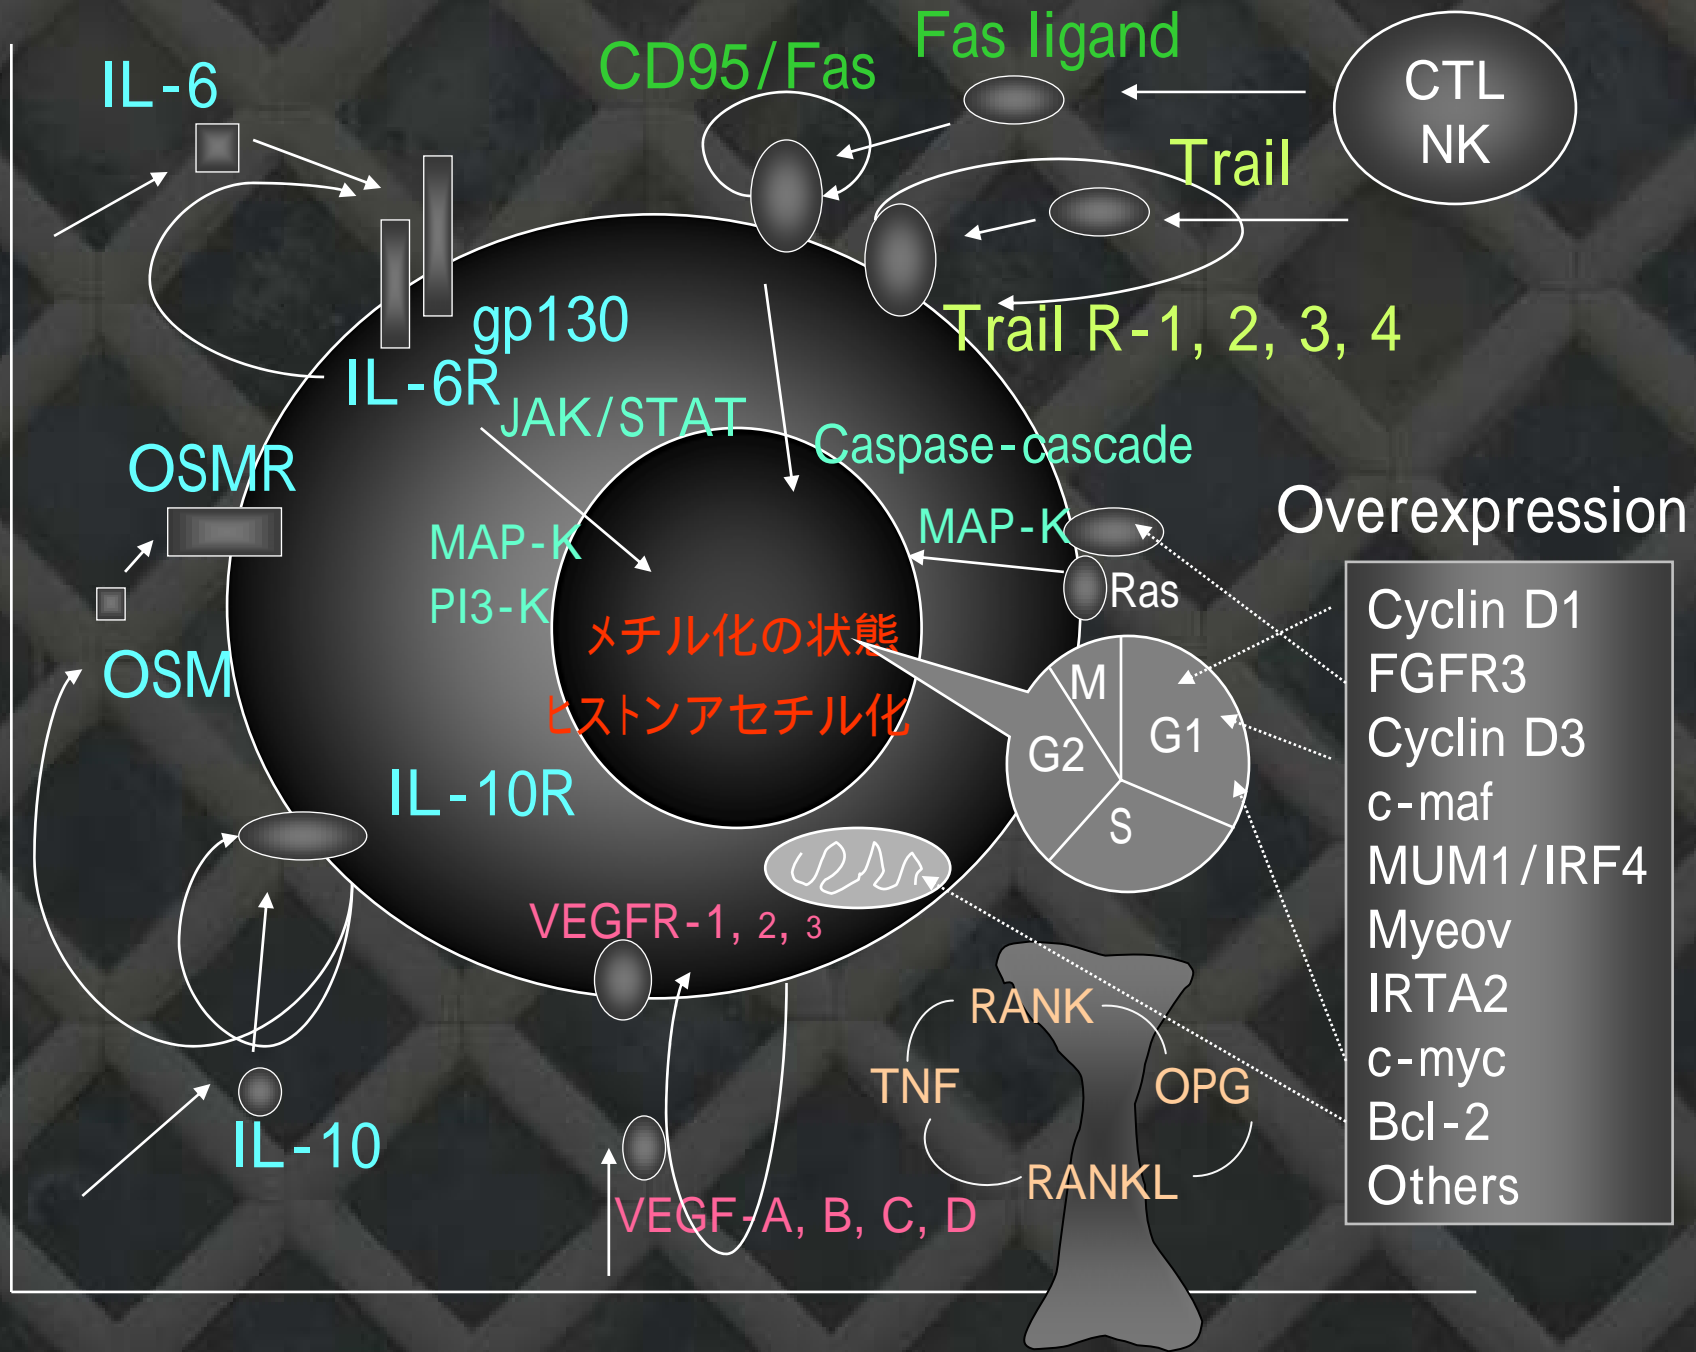 Fas ligand
CD95/Fas
IL-6
CTL
NK
Trail
gp130
Trail R-1, 2, 3, 4
IL-6R
JAK/STAT
Caspase-cascade
OSMR
Overexpression
MAP-K
MAP-K
PI3-K
Ras
メチル化の状態
ヒストンアセチル化
OSM
M
G1
G2
S
IL-10R
VEGFR-1, 2, 3
RANK
TNF
OPG
RANKL
IL-10
VEGF-A, B, C, D
Cyclin D1
FGFR3
Cyclin D3
c-maf
MUM1/IRF4
Myeov
IRTA2
c-myc
Bcl-2
Others